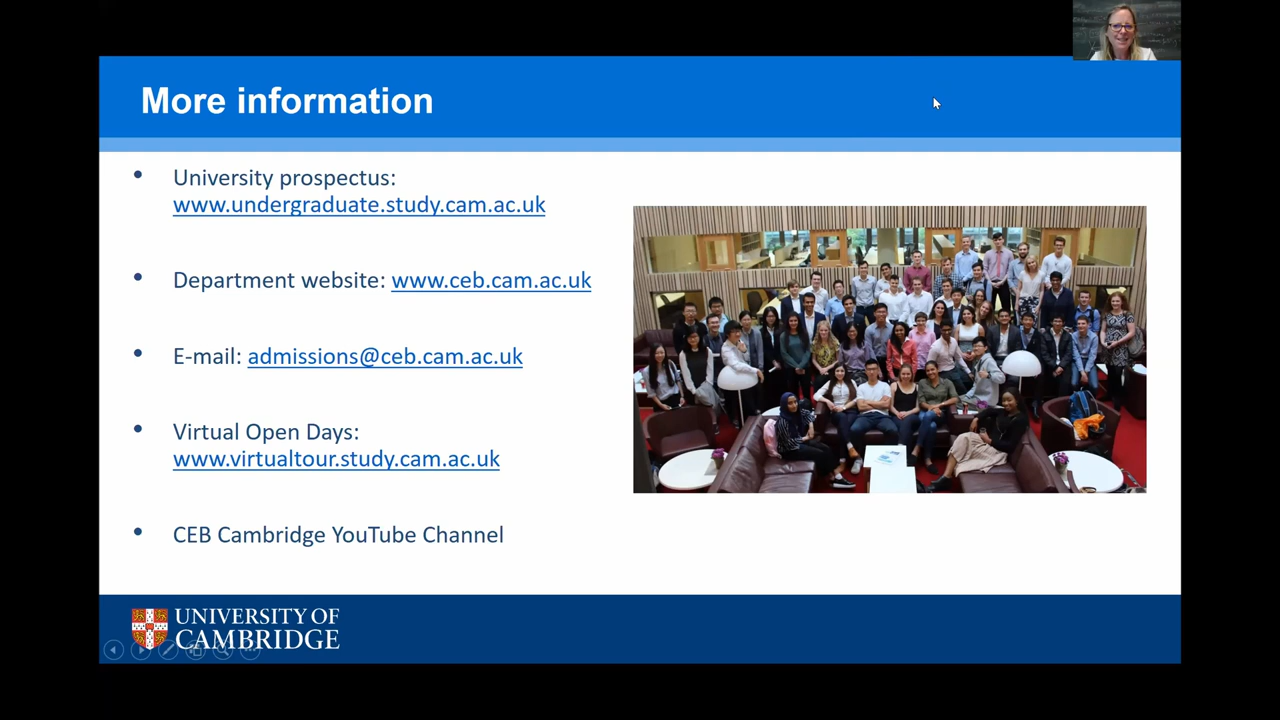 More information
• University prospectus:
www.undergraduate.study.cam.ac.uk
• Department website: www.ceb.cam.ac.uk
• E-mail: admissions@ceb.cam.ac.uk
• Virtual Open Days:
www.virtualtour.study.cam.ac.uk
• CEB Cambridge YouTube Channel
UNIVERSITY OF
CAMBRIDGE